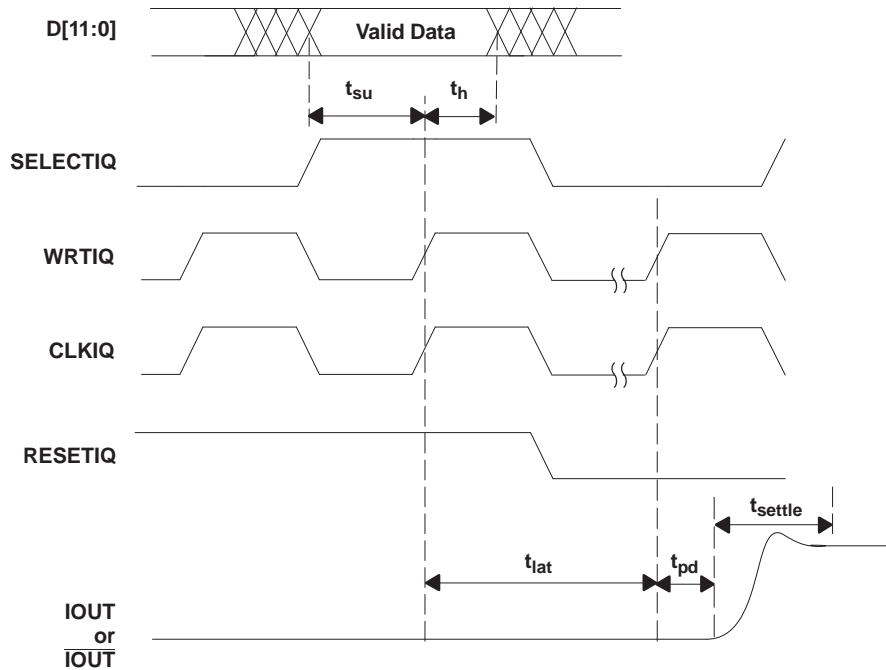 D[11:0]
Valid Data
tsu
th
SELECTIQ
WRTIQ
CLKIQ
RESETIQ
tsettle
tlat
tpd
IOUT
or
IOUT